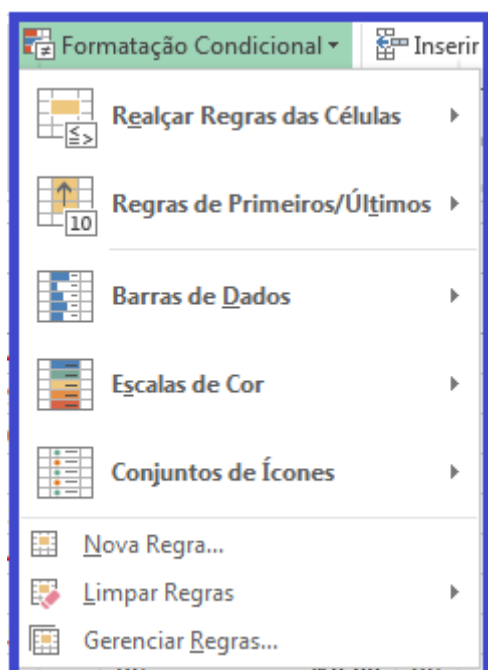 Formatação Condicional Inserir
Realçar Regras das Células
Regras de Primeiros/Últimos
10
Barras de Dados
Escalas de Cor
Conjuntos de Ícones
Nova Regra...
Limpar Regras
Gerenciar Regras...